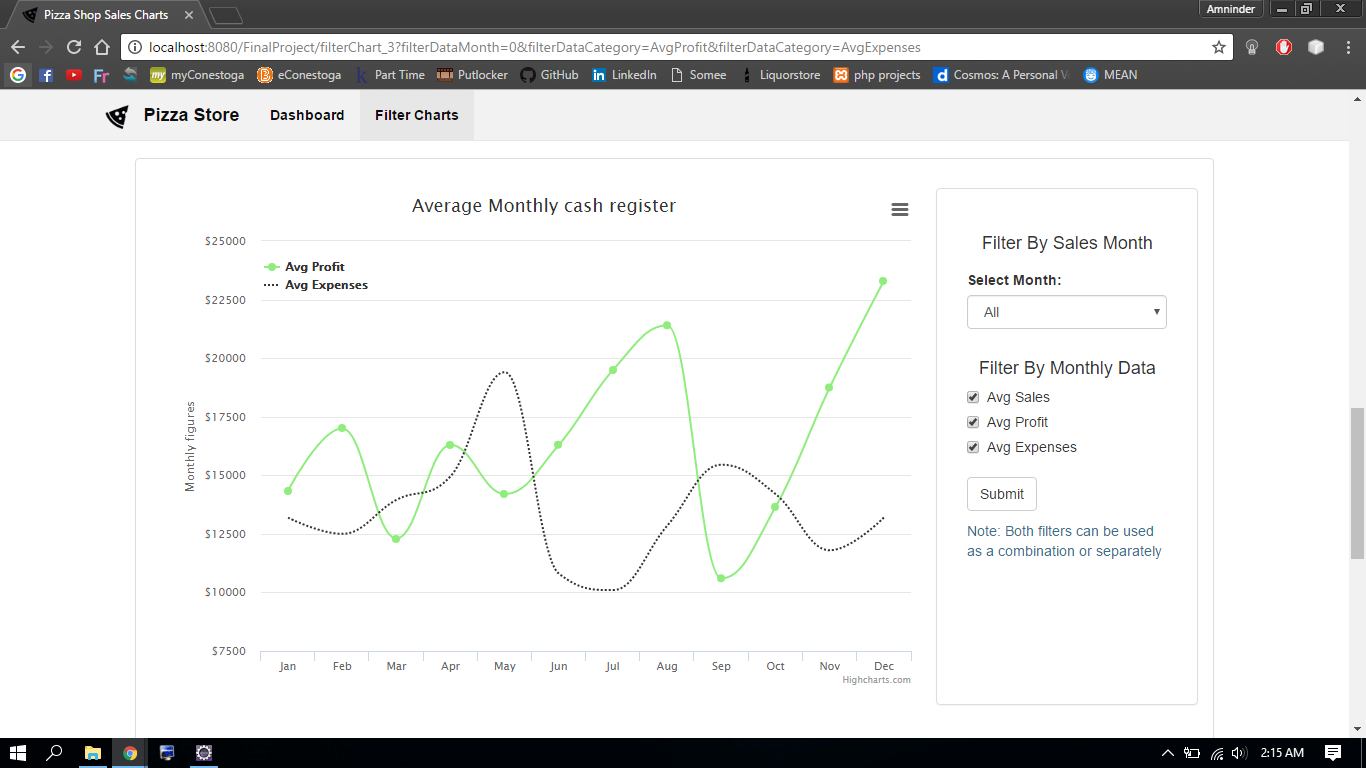 Pizza Shop Sales Charts
Amninder
localhost:8080/FinalProject/filterChart_3?filterDataMonth=0&filterDataCategory=AvgProfit&filterDataCategory=AvgExpenses
G f Fr my myConestoga eConestoga k Part Time Putlocker GitHub in LinkedIn Somee Liquorstore php projects d Cosmos: A Personal MEAN
Pizza Store Dashboard Filter Charts
Average Monthly cash register
Avg Profit
Avg Expenses
Monthly figures
$25000
$22500
$20000
$17500
$15000
$12500
$10000
$7500
Jan Feb Mar Apr May Jun Jul Aug Sep Oct Nov Dec
Highcharts.com
Filter By Sales Month
Select Month:
All
Filter By Monthly Data
Avg Sales
Avg Profit
Avg Expenses
Submit
Note: Both filters can be used
as a combination or separately
2:15 AM